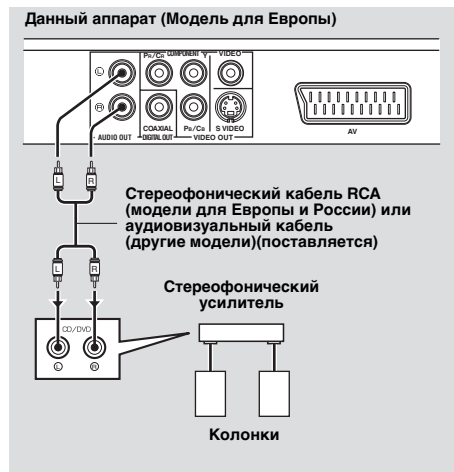 Данный аппарат (Модель для Европы)
PR/CR COMPONENT Y VIDEO
L
R
COAXIAL PB/CB S VIDEO
AUDIO OUT DIGITAL OUT VIDEO OUT
AV
L R
Стереофонический кабель RCA
(модели для Европы и России) или
аудиовизуальный кабель
(другие модели)(поставляется)
L R
Стереофонический
усилитель
CD/DVD
L R
Колонки